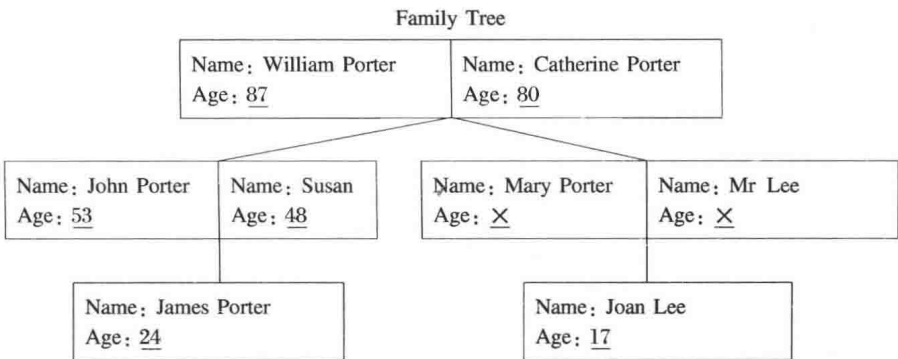 Family Tree
Name: William Porter
Age: 87
Name: Catherine Porter
Age: 80
Name: John Porter
Age: 53
Name: Susan
Age: 48
Name: Mary Porter
Age: ×
Name: Mr Lee
Age: ×
Name: James Porter
Age: 24
Name: Joan Lee
Age: 17